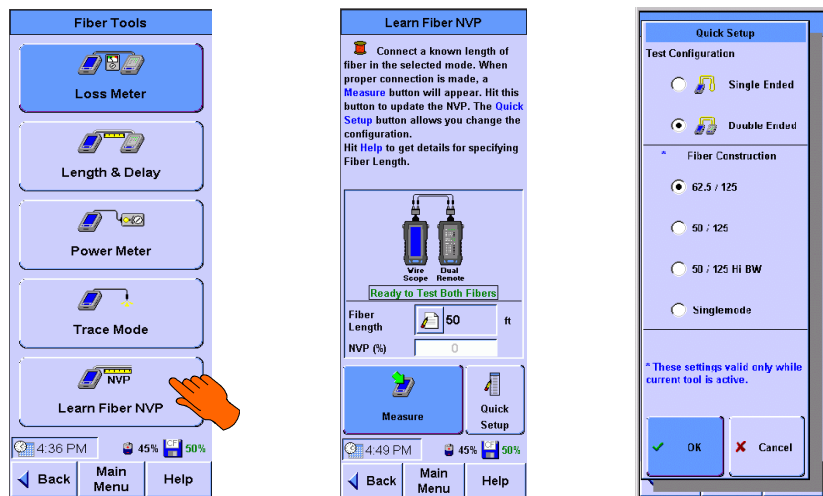 Fiber Tools
Loss Meter
Length & Delay
Power Meter
Trace Mode
NVP
Learn Fiber NVP
4:36 PM
45%
CF
50%
Back
Main
Menu
Help
Learn Fiber NVP
Connect a known length of
fiber in the selected mode. When
proper connection is made, a
Measure button will appear. Hit this
button to update the NVP. The Quick
Setup button allows you change the
configuration.
Hit Help to get details for specifying
Fiber Length.
Wire
Scope
Dual
Remote
Ready to Test Both Fibers
Fiber
Length
50
ft
NVP (%)
0
Measure
Quick
Setup
4:49 PM
45%
CF
50%
Back
Main
Menu
Help
Quick Setup
Test Configuration
Single Ended
Double Ended
* Fiber Construction
62.5 / 125
50 / 125
50 / 125 Hi BW
Singlemode
* These settings valid only while
current tool is active.
OK
Cancel